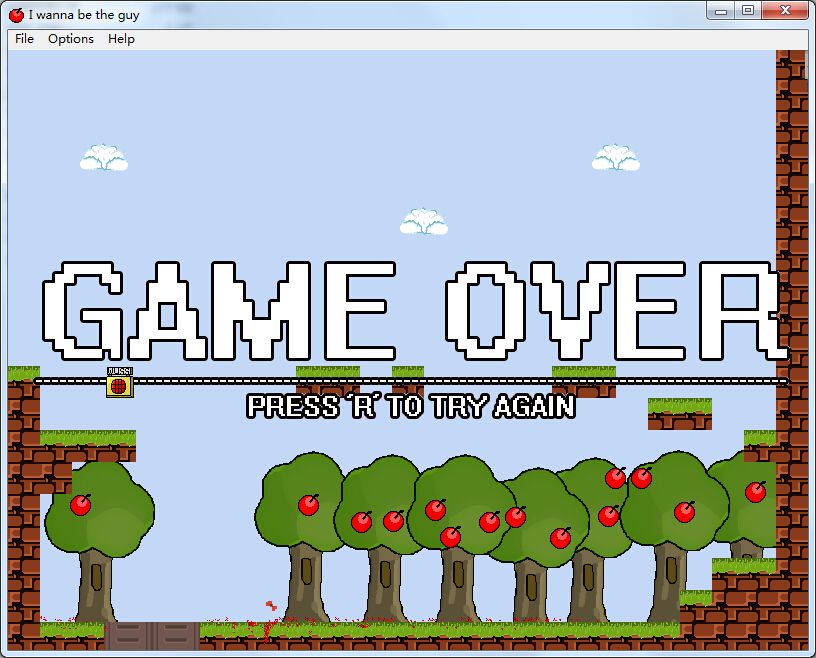 I wanna be the guy
File Options Help
GAME OVER
PRESS 'R' TO TRY AGAIN